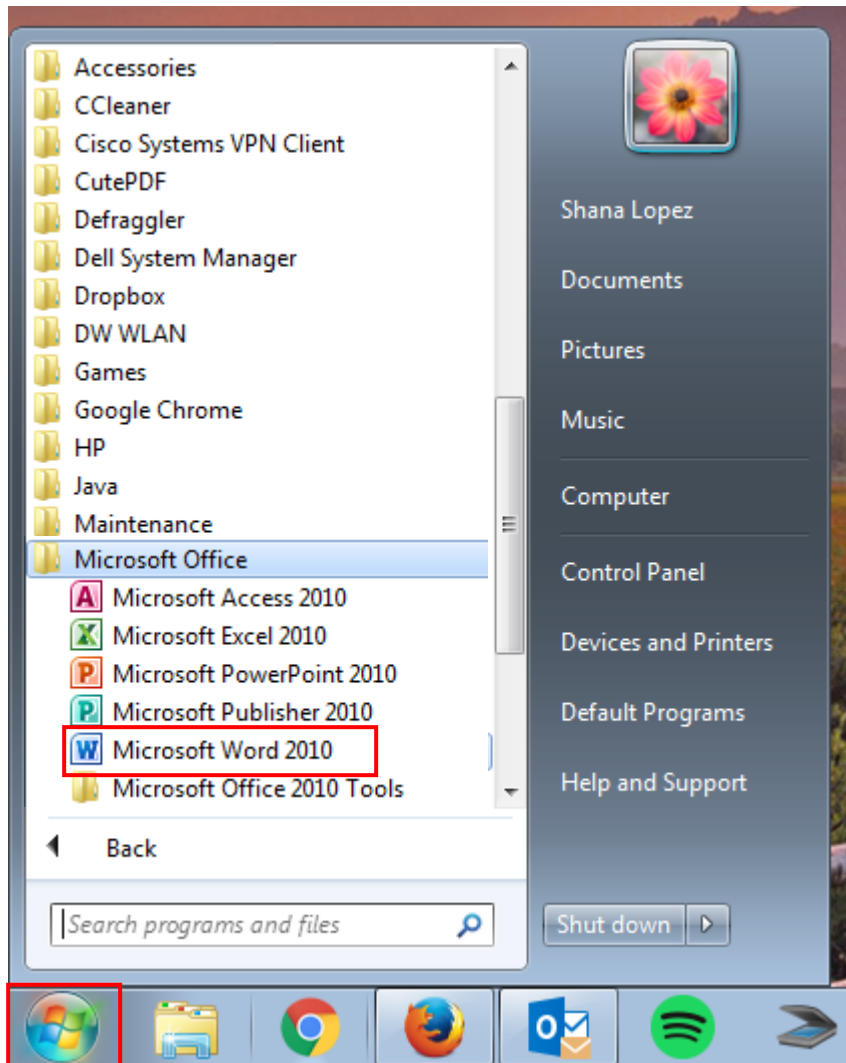 Accessories
CCleaner
Cisco Systems VPN Client
CutePDF
Defraggler
Dell System Manager
Dropbox
DW WLAN
Games
Google Chrome
HP
Java
Maintenance
Microsoft Office
A Microsoft Access 2010
X Microsoft Excel 2010
P Microsoft PowerPoint 2010
P Microsoft Publisher 2010
W Microsoft Word 2010
Microsoft Office 2010 Tools
Back
Search programs and files
Shana Lopez
Documents
Pictures
Music
Computer
Control Panel
Devices and Printers
Default Programs
Help and Support
Shut down
o